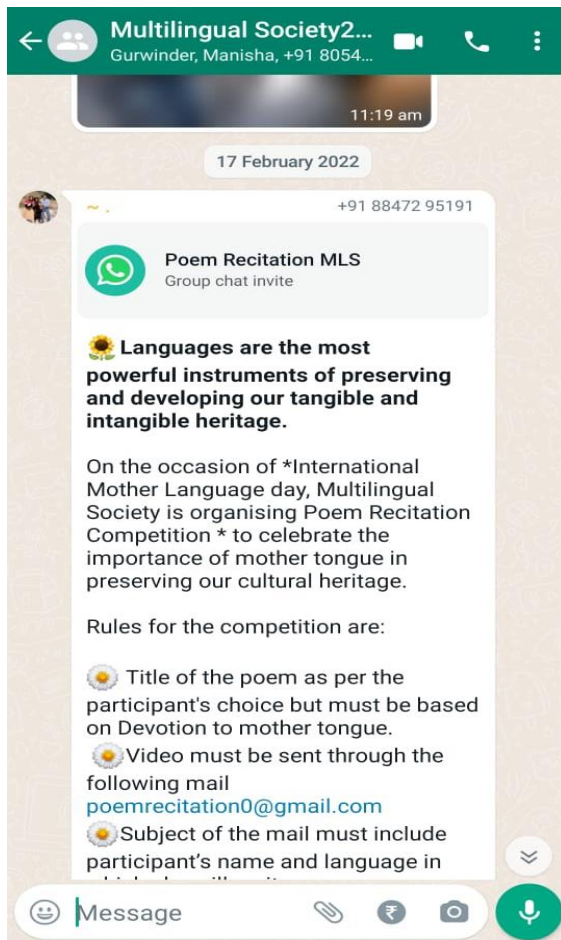 Multilingual Society2...
Gurwinder, Manisha, +91 8054...
11:19 am
17 February 2022
~ . +91 88472 95191
Poem Recitation MLS
Group chat invite
🌻 Languages are the most
powerful instruments of preserving
and developing our tangible and
intangible heritage.
On the occasion of *International
Mother Language day, Multilingual
Society is organising Poem Recitation
Competition * to celebrate the
importance of mother tongue in
preserving our cultural heritage.
Rules for the competition are:
🌼 Title of the poem as per the
participant's choice but must be based
on Devotion to mother tongue.
🌼Video must be sent through the
following mail
poemrecitation0@gmail.com
🌼Subject of the mail must include
participant’s name and language in
Message